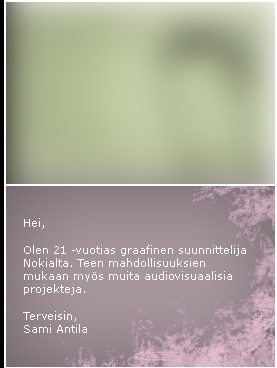 Hei,
Olen 21 -vuotias graafinen suunnittelija
Nokialta. Teen mahdollisuuksien
mukaan myös muita audiovisuaalisia
projekteja.
Terveisin,
Sami Antila